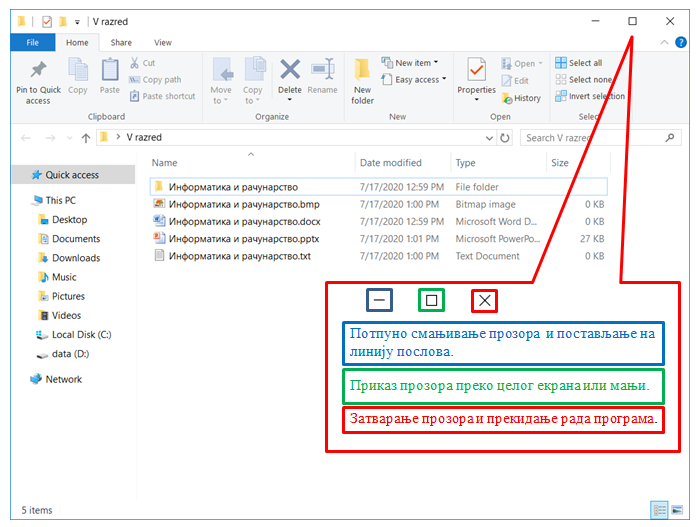 V razred
File Home Share View
Pin to Quick access
Copy
Paste
Cut
Copy path
Paste shortcut
Clipboard
Move to
Copy to
Delete
Rename
Organize
New folder
New item
Easy access
New
Properties
Open
Edit
History
Open
Select all
Select none
Invert selection
Select
V razred
Search V razred
Name Date modified Type Size
Quick access
This PC
Desktop
Documents
Downloads
Music
Pictures
Videos
Local Disk (C:)
data (D:)
Network
Информатика и рачунарство 7/17/2020 12:59 PM File folder
Информатика и рачунарство.bmp 7/17/2020 1:00 PM Bitmap image 0 KB
Информатика и рачунарство.docx 7/17/2020 12:59 PM Microsoft Word D... 0 KB
Информатика и рачунарство.pptx 7/17/2020 1:01 PM Microsoft PowerPo... 27 KB
Информатика и рачунарство.txt 7/17/2020 1:00 PM Text Document 0 KB
Потпуно смањивање прозора и постављање на
линију послова.
Приказ прозора преко целог екрана или мањи.
Затварање прозора и прекидање рада програма.
5 items